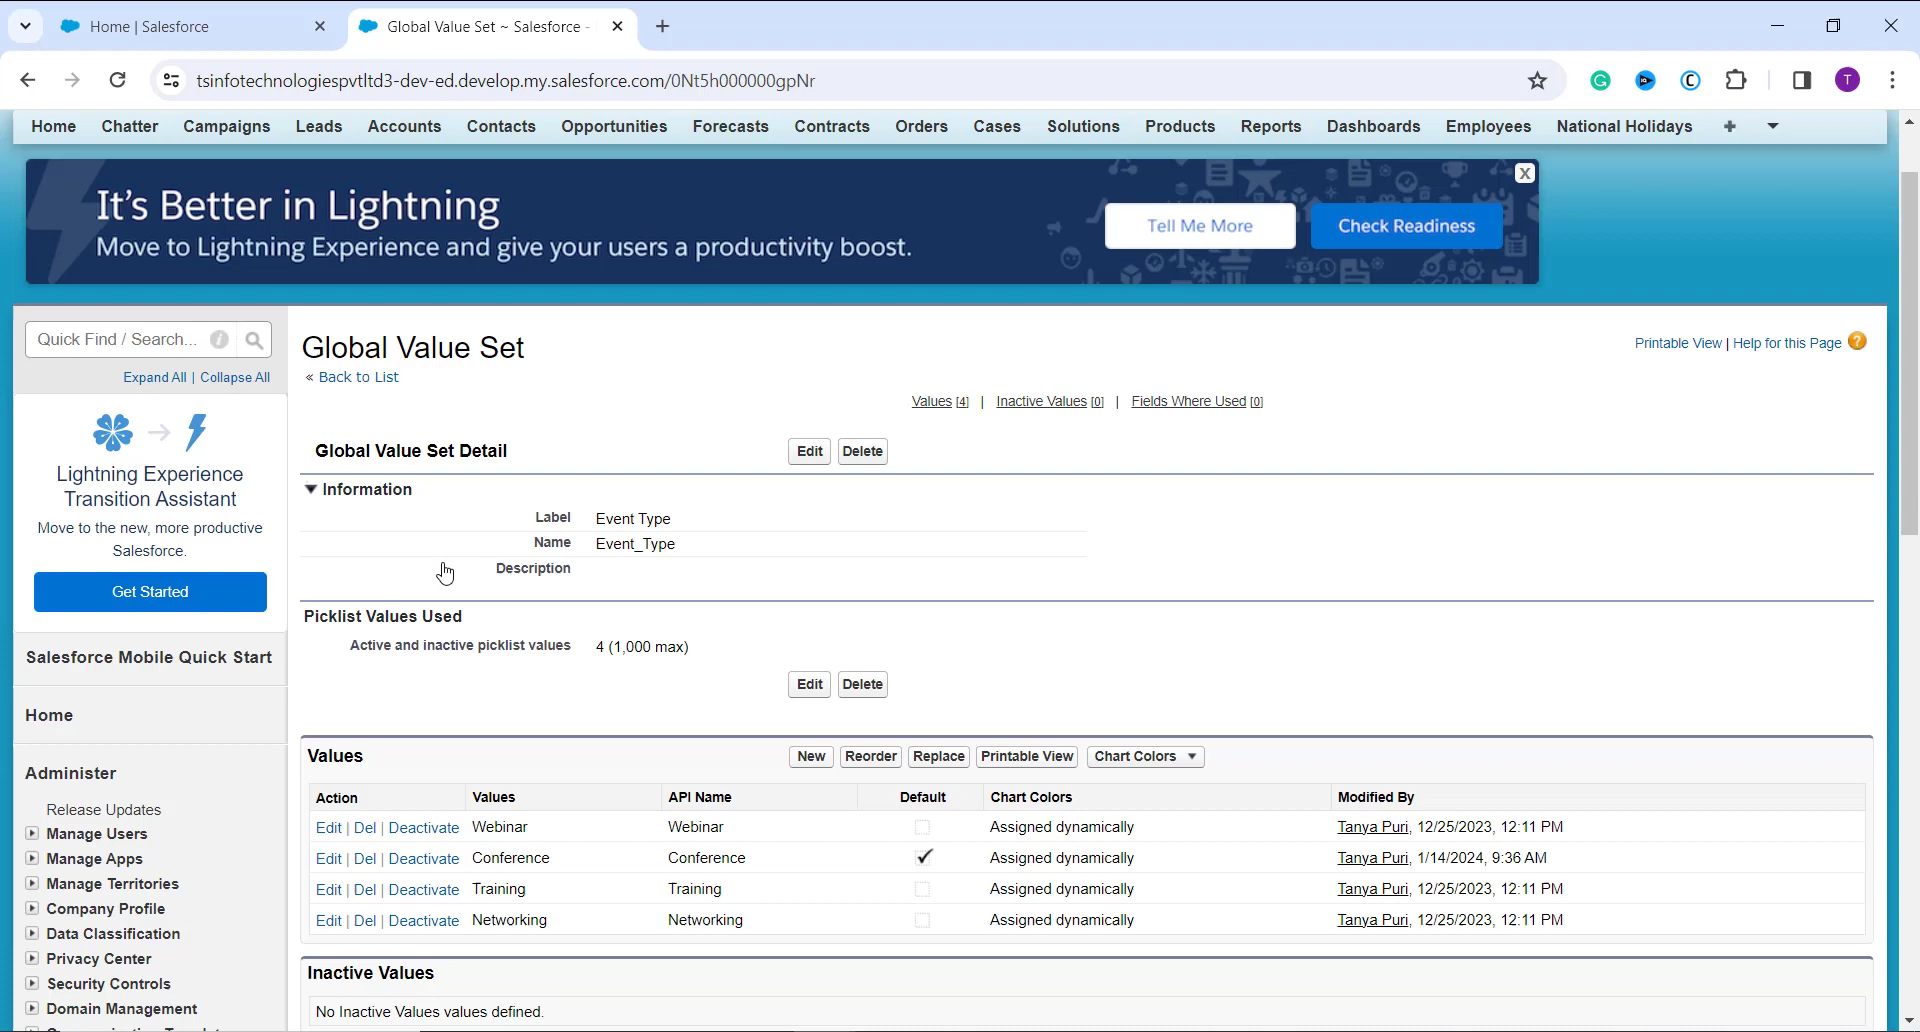 Home | Salesforce
Global Value Set ~ Salesforce -
tsinfotechnologiespvtltd3-dev-ed.develop.my.salesforce.com/0Nt5h000000gpNr
T
Home Chatter Campaigns Leads Accounts Contacts Opportunities Forecasts Contracts Orders Cases Solutions Products Reports Dashboards Employees National Holidays +
It's Better in Lightning
Move to Lightning Experience and give your users a productivity boost.
Tell Me More
Check Readiness
X
Quick Find / Search...
Expand All | Collapse All
Lightning Experience
Transition Assistant
Move to the new, more productive
Salesforce.
Get Started
Salesforce Mobile Quick Start
Home
Administer
Release Updates
Manage Users
Manage Apps
Manage Territories
Company Profile
Data Classification
Privacy Center
Security Controls
Domain Management
Global Value Set
« Back to List
Printable View | Help for this Page ?
Values [4] | Inactive Values [0] | Fields Where Used [0]
Global Value Set Detail Edit Delete
Information
Label Event Type
Name Event_Type
Description
Picklist Values Used
Active and inactive picklist values 4 (1,000 max)
Edit Delete
Values New Reorder Replace Printable View Chart Colors
Action Values API Name Default Chart Colors Modified By
Edit | Del | Deactivate Webinar Webinar Assigned dynamically Tanya Puri, 12/25/2023, 12:11 PM
Edit | Del | Deactivate Conference Conference Assigned dynamically Tanya Puri, 1/14/2024, 9:36 AM
Edit | Del | Deactivate Training Training Assigned dynamically Tanya Puri, 12/25/2023, 12:11 PM
Edit | Del | Deactivate Networking Networking Assigned dynamically Tanya Puri, 12/25/2023, 12:11 PM
Inactive Values
No Inactive Values values defined.